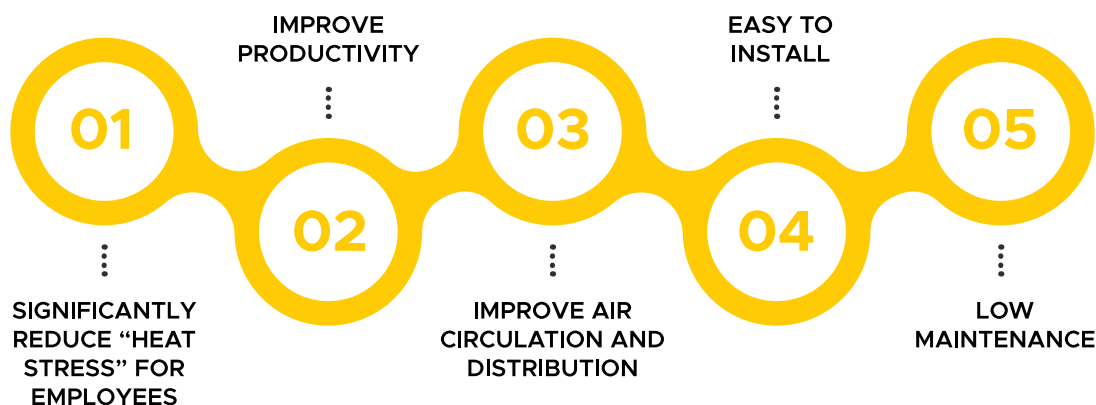 01
SIGNIFICANTLY
REDUCE “HEAT
STRESS” FOR
EMPLOYEES
IMPROVE
PRODUCTIVITY
02
03
IMPROVE AIR
CIRCULATION AND
DISTRIBUTION
EASY TO
INSTALL
04
05
LOW
MAINTENANCE